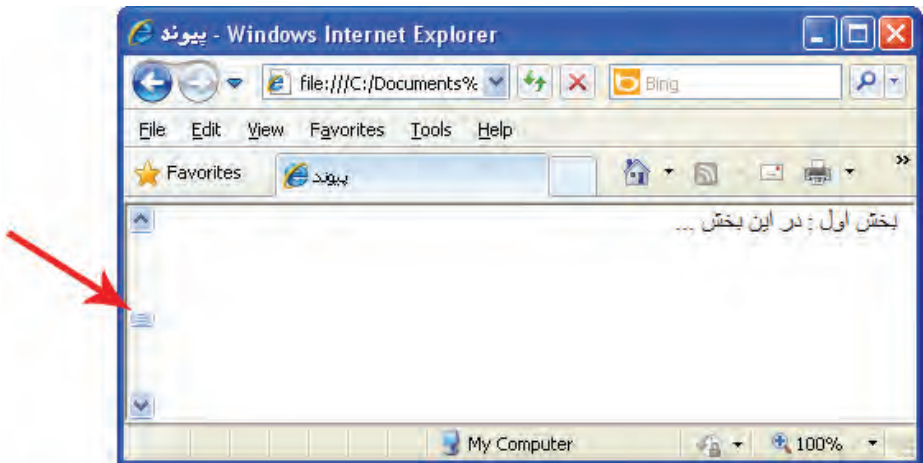 پیوند - Windows Internet Explorer
file:///C:/Documents% Bing
File Edit View Favorites Tools Help
Favorites پیوند »
بخش اول : در این بخش ...
My Computer 100%